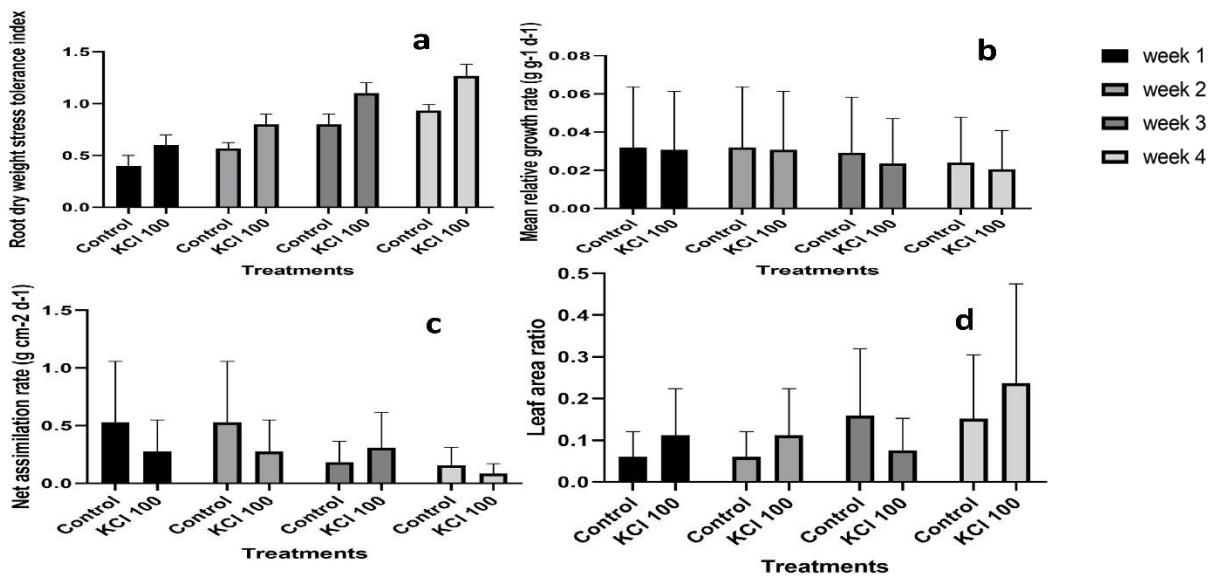 Root dry weight stress tolerance index
a
1.5
1.0
0.5
0.0
Control
KCl 100
Control
KCl 100
Control
KCl 100
Control
KCl 100
Treatments
Mean relative growth rate (g g-1 d-1)
b
0.08
0.06
0.04
0.02
0.00
Control
KCl 100
Control
KCl 100
Control
KCl 100
Control
KCl 100
Treatments
week 1
week 2
week 3
week 4
Net assimilation rate (g cm-2 d-1)
c
1.5
1.0
0.5
0.0
Control
KCl 100
Control
KCl 100
Control
KCl 100
Control
KCl 100
Treatments
Leaf area ratio
d
0.5
0.4
0.3
0.2
0.1
0.0
Control
KCl 100
Control
KCl 100
Control
KCl 100
Control
KCl 100
Treatments